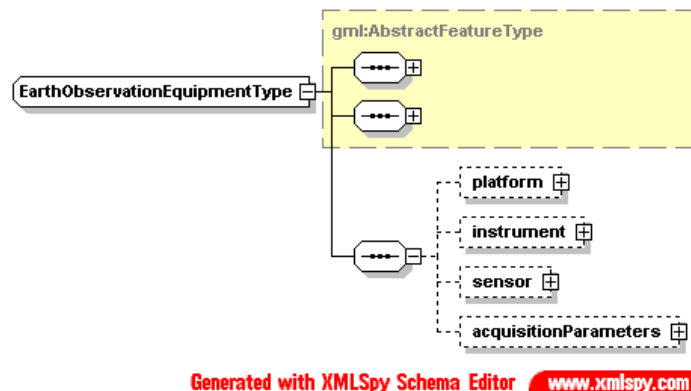 gml:AbstractFeatureType
EarthObservationEquipmentType
platform
instrument
sensor
acquisitionParameters
Generated with XMLSpy Schema Editor www.xmlspy.com